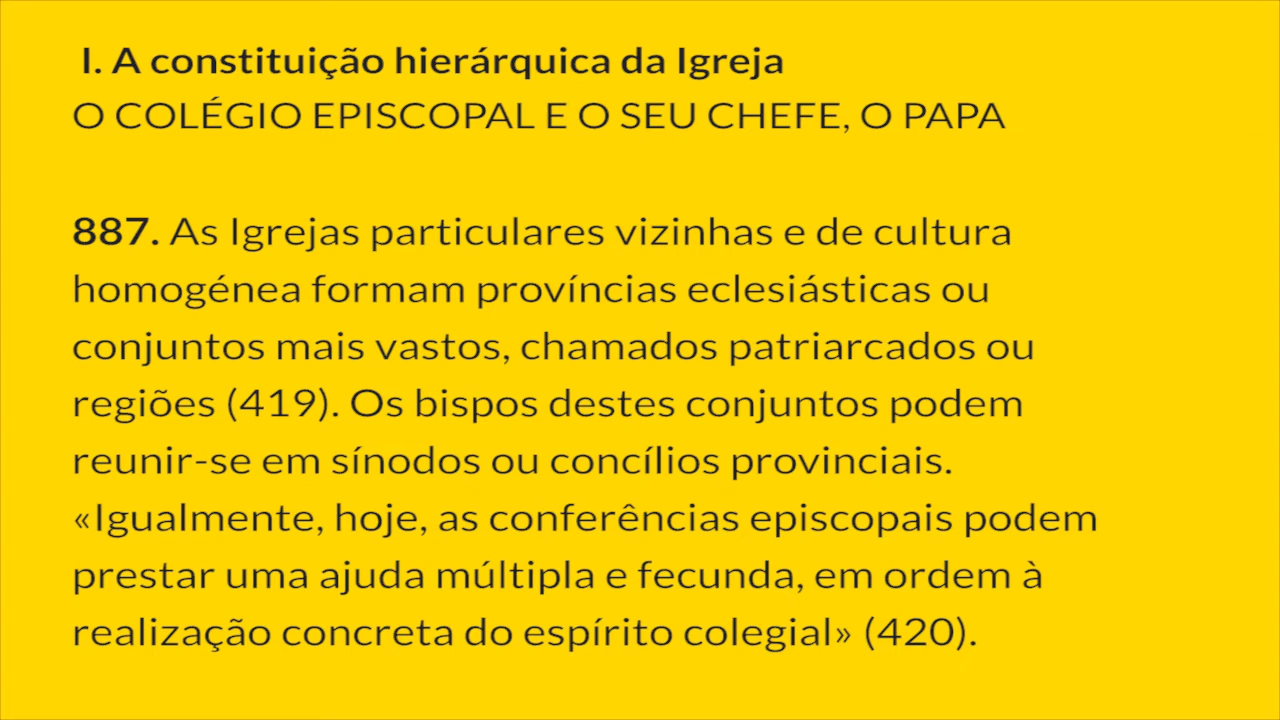 I. A constituição hierárquica da Igreja
O COLÉGIO EPISCOPAL E O SEU CHEFE, O PAPA
887. As Igrejas particulares vizinhas e de cultura
homogénea formam províncias eclesiásticas ou
conjuntos mais vastos, chamados patriarcados ou
regiões (419). Os bispos destes conjuntos podem
reunir-se em sínodos ou concílios provinciais.
«Igualmente, hoje, as conferências episcopais podem
prestar uma ajuda múltipla e fecunda, em ordem à
realização concreta do espírito colegial» (420).